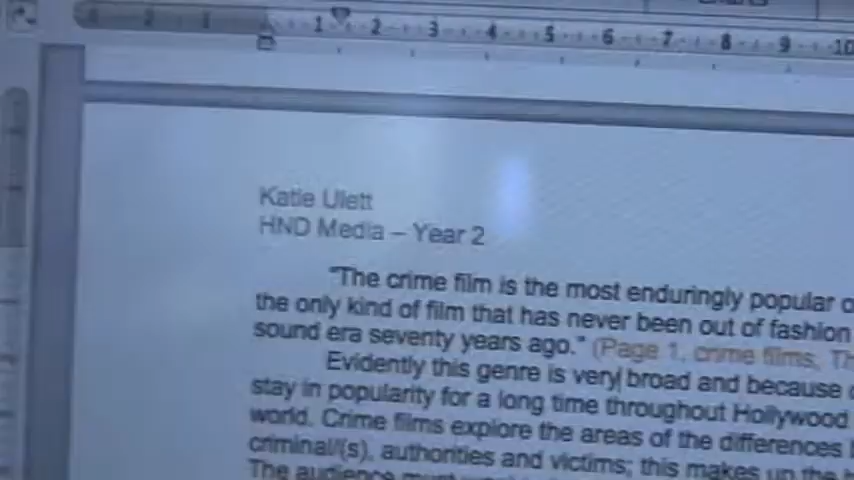 1 2 3 4 5 6 7 8 9 10
Katie Ulett
HND Media – Year 2
"The crime film is the most enduringly popular
the only kind of film that has never been out of fashion
sound era seventy years ago." (Page 1, crime films, Th
Evidently this genre is very broad and because
stay in popularity for a long time throughout Hollywood
world. Crime films explore the areas of the differences
criminal/(s), authorities and victims; this makes up the
The audience must